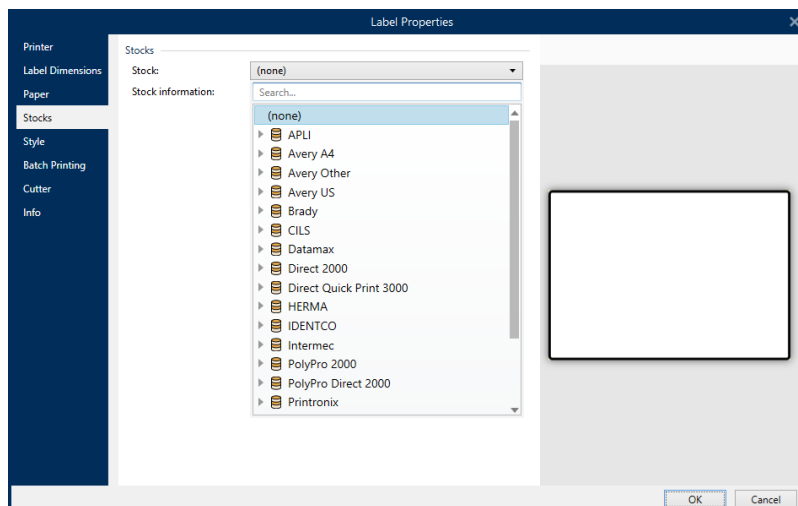 Label Properties
Printer
Label Dimensions
Paper
Stocks
Style
Batch Printing
Cutter
Info
Stocks
Stock: (none)
Stock information: Search...
(none)
APLI
Avery A4
Avery Other
Avery US
Brady
CILS
Datamax
Direct 2000
Direct Quick Print 3000
HERMA
IDENTCO
Intermec
PolyPro 2000
PolyPro Direct 2000
Printronix
OK Cancel